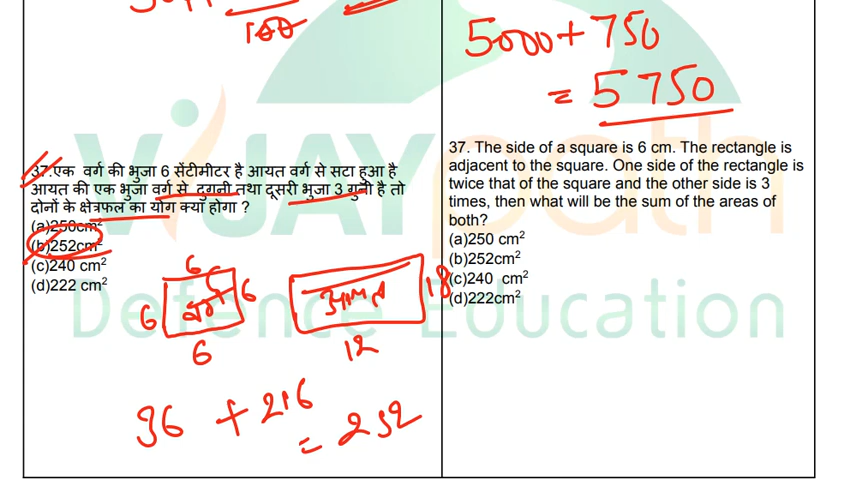 100
5000+ 750
= 5750
37.एक वर्ग की भुजा 6 सेंटीमीटर है आयत वर्ग से सटा हुआ है
आयत की एक भुजा वर्ग से दुगनी तथा दूसरी भुजा 3 गुनी है तो
दोनों के क्षेत्रफल का योग क्या होगा ?
(a)250cm²
(b)252cm²
(c)240 cm²
(d)222 cm²
6
6 वर्ग 6
6
आयत 18
12
36 + 216
= 252
37. The side of a square is 6 cm. The rectangle is
adjacent to the square. One side of the rectangle is
twice that of the square and the other side is 3
times, then what will be the sum of the areas of
both?
(a)250 cm²
(b)252cm²
(c)240 cm²
(d)222cm²
VIJAYpath
Defence Education